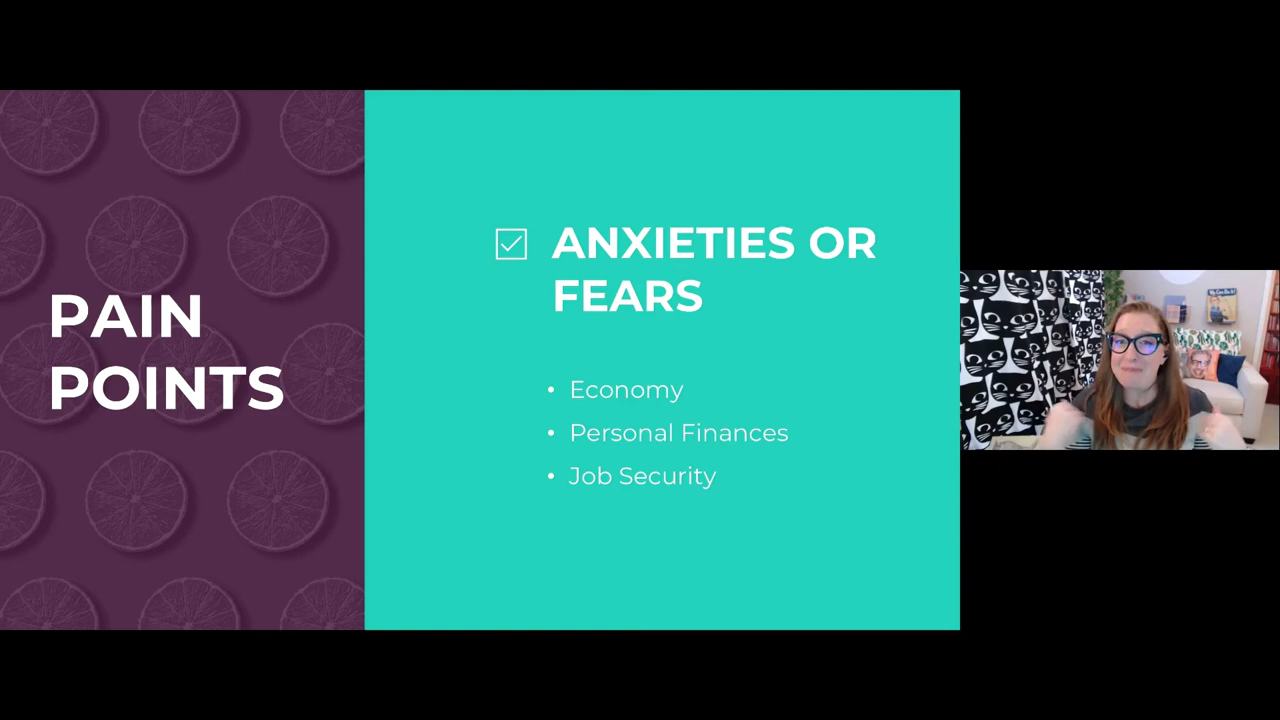 PAIN
POINTS
ANXIETIES OR
FEARS
• Economy
• Personal Finances
• Job Security